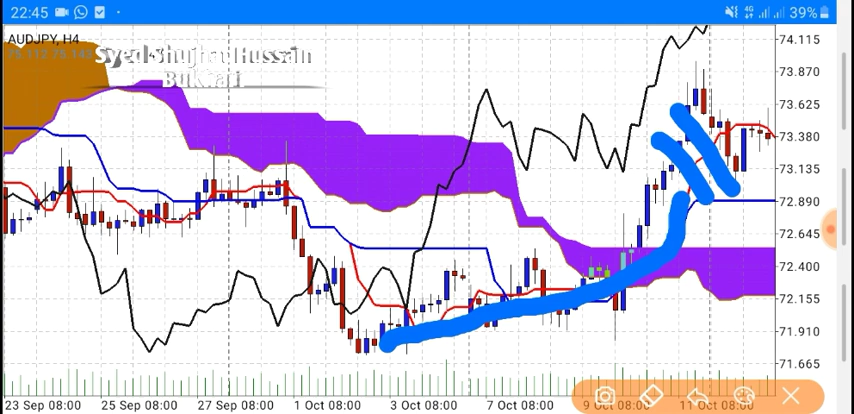 22:45 4G 39%
AUDJPY, H4
Syed Hussain
74.115
73.870
73.625
73.380
73.135
72.890
72.645
72.400
72.155
71.910
71.665
23 Sep 08:00 25 Sep 08:00 27 Sep 08:00 1 Oct 08:00 3 Oct 08:00 7 Oct 08:00 9 Oct 08:00 11 Oct 08:00